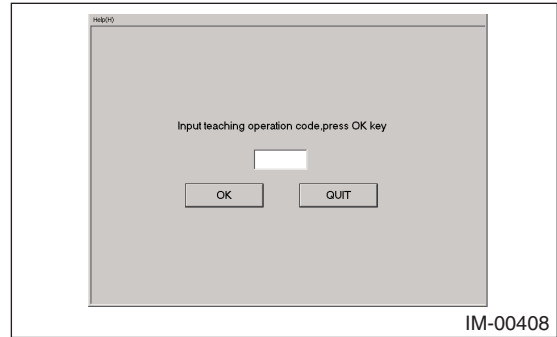 Help(H)
Input teaching operation code,press OK key
OK
QUIT
IM-00408